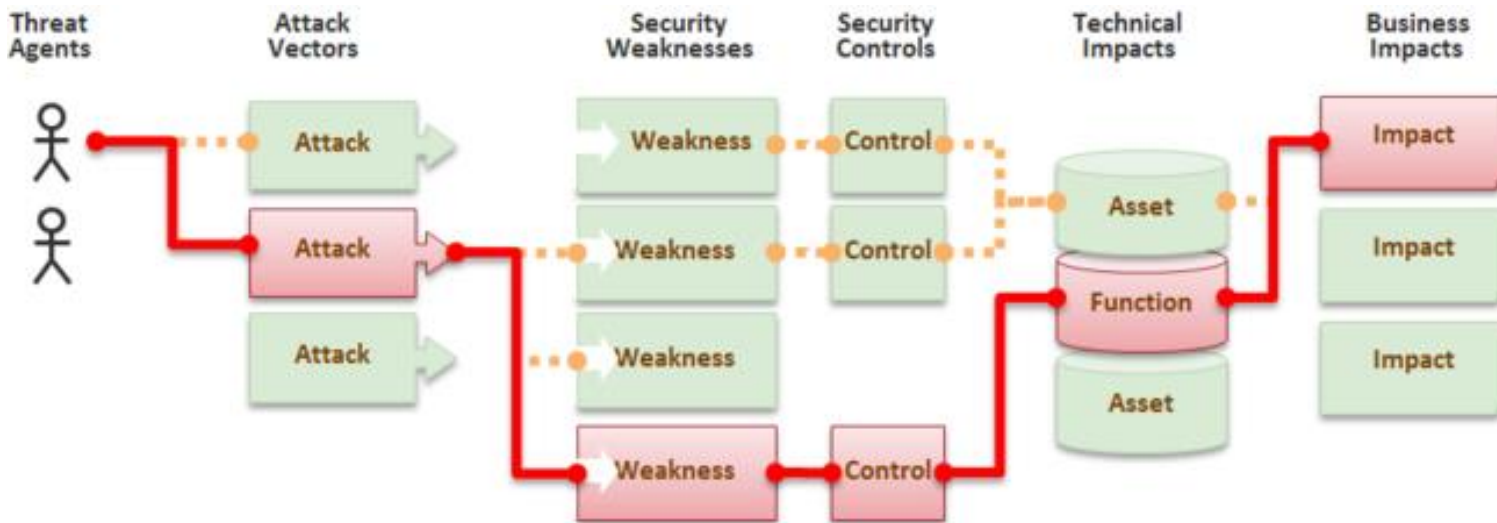 Threat
Agents
Attack
Vectors
Security
Weaknesses
Security
Controls
Technical
Impacts
Business
Impacts
Attack
Weakness
Control
Impact
Asset
Attack
Weakness
Control
Impact
Function
Attack
Weakness
Impact
Asset
Weakness
Control